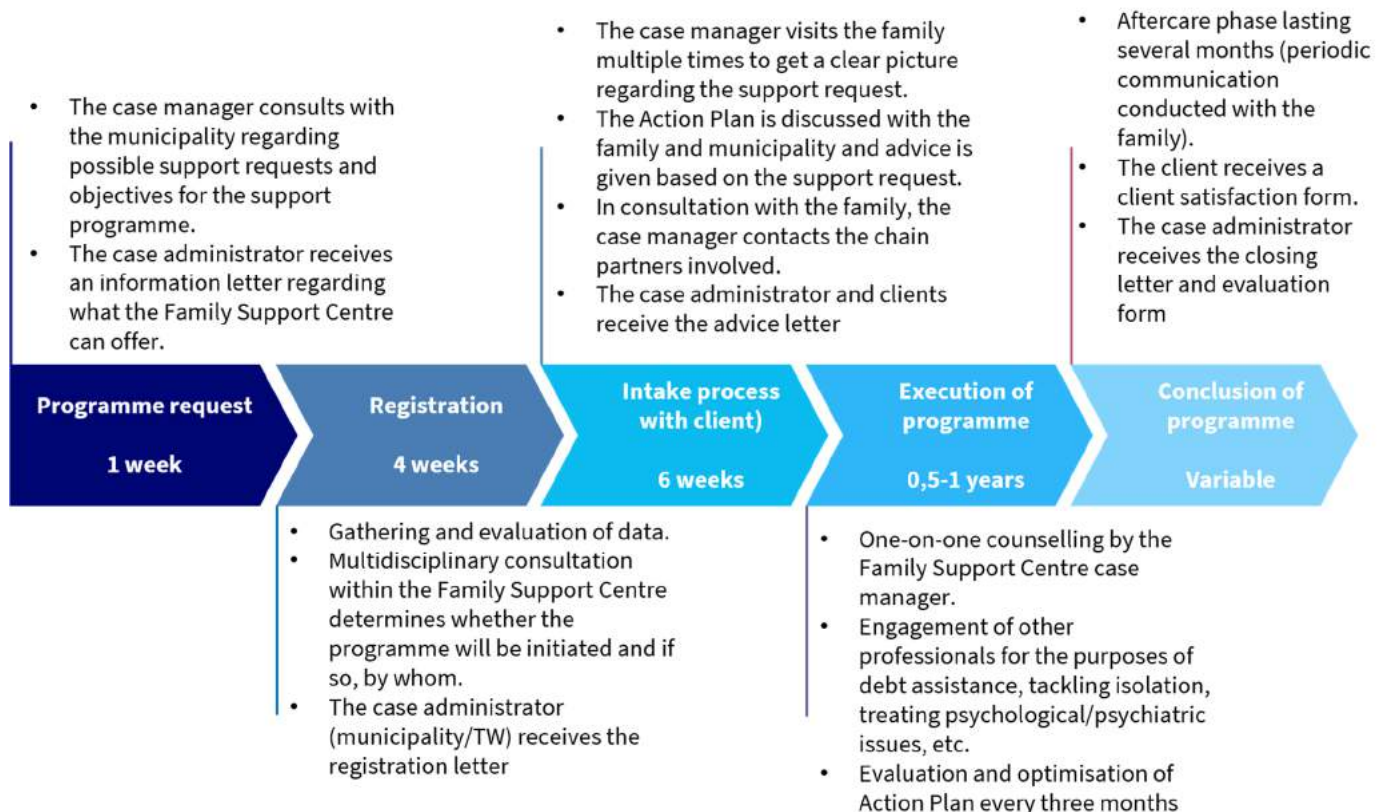 • The case manager consults with
the municipality regarding
possible support requests and
objectives for the support
programme.
• The case administrator receives
an information letter regarding
what the Family Support Centre
can offer.
• The case manager visits the family
multiple times to get a clear picture
regarding the support request.
• The Action Plan is discussed with the
family and municipality and advice is
given based on the support request.
• In consultation with the family, the
case manager contacts the chain
partners involved.
• The case administrator and clients
receive the advice letter
• Aftercare phase lasting
several months (periodic
communication
conducted with the
family).
• The client receives a
client satisfaction form.
• The case administrator
receives the closing
letter and evaluation
form
Programme request
1 week
Registration
4 weeks
Intake process
with client)
6 weeks
Execution of
programme
0,5-1 years
Conclusion of
programme
Variable
• Gathering and evaluation of data.
• Multidisciplinary consultation
within the Family Support Centre
determines whether the
programme will be initiated and if
so, by whom.
• The case administrator
(municipality/TW) receives the
registration letter
• One-on-one counselling by the
Family Support Centre case
manager.
• Engagement of other
professionals for the purposes of
debt assistance, tackling isolation,
treating psychological/psychiatric
issues, etc.
• Evaluation and optimisation of
Action Plan every three months